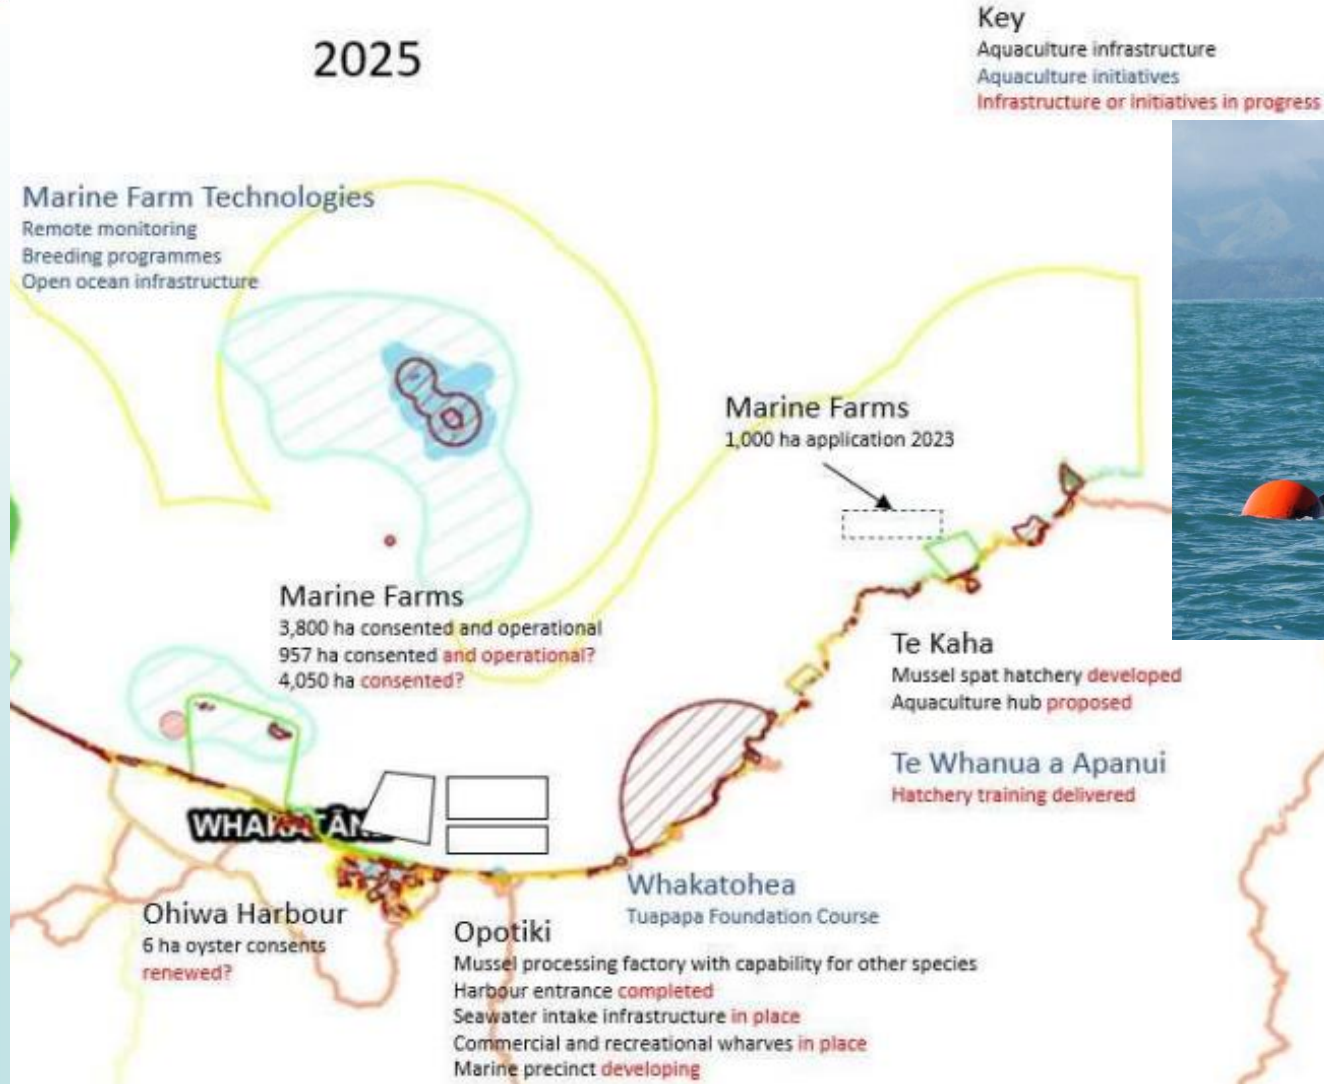 2025
Key
Aquaculture infrastructure
Aquaculture initiatives
Infrastructure or initiatives in progress
Marine Farm Technologies
Remote monitoring
Breeding programmes
Open ocean infrastructure
Marine Farms
1,000 ha application 2023
Marine Farms
3,800 ha consented and operational
957 ha consented and operational?
4,050 ha consented?
Te Kaha
Mussel spat hatchery developed
Aquaculture hub proposed
Te Whanua a Apanui
Hatchery training delivered
Whakatohea
Tuapapa Foundation Course
Ohiwa Harbour
6 ha oyster consents
renewed?
Opotiki
Mussel processing factory with capability for other species
Harbour entrance completed
Seawater intake infrastructure in place
Commercial and recreational wharves in place
Marine precinct developing